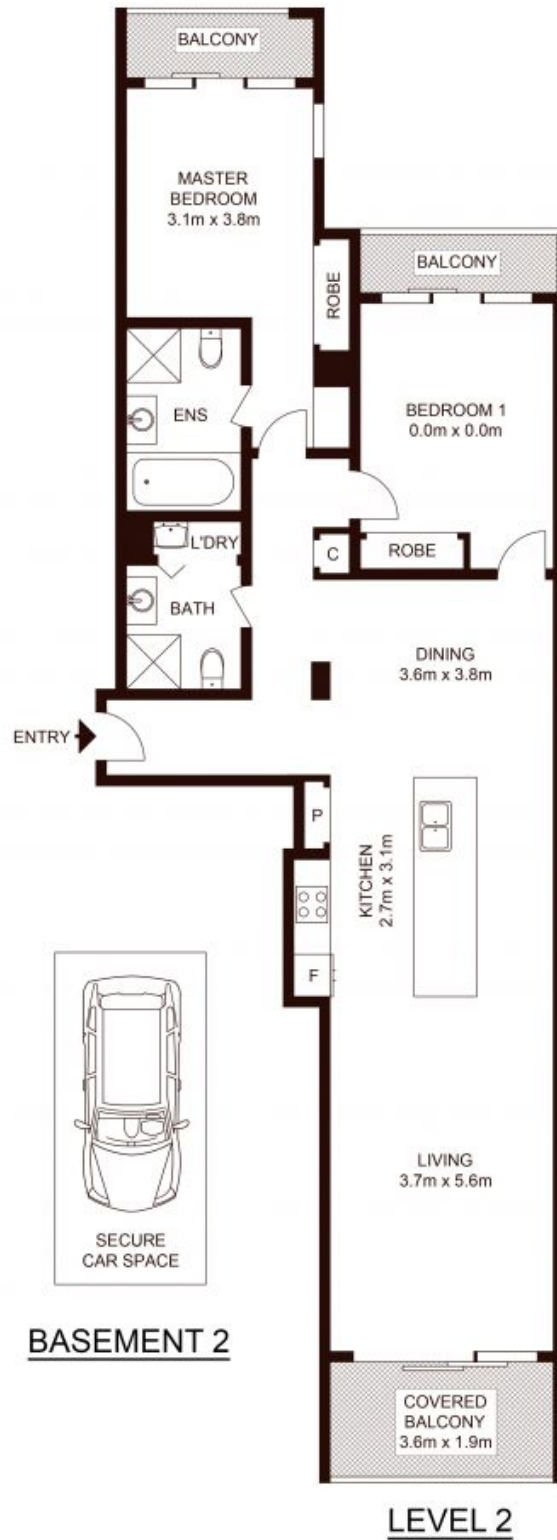 BALCONY
MASTER
BEDROOM
3.1m x 3.8m
ROBE
BALCONY
ENS
BEDROOM 1
0.0m x 0.0m
L'DRY
BATH
C
ROBE
DINING
3.6m x 3.8m
ENTRY
P
KITCHEN
2.7m x 3.1m
F
LIVING
3.7m x 5.6m
SECURE
CAR SPACE
BASEMENT 2
COVERED
BALCONY
3.6m x 1.9m
LEVEL 2